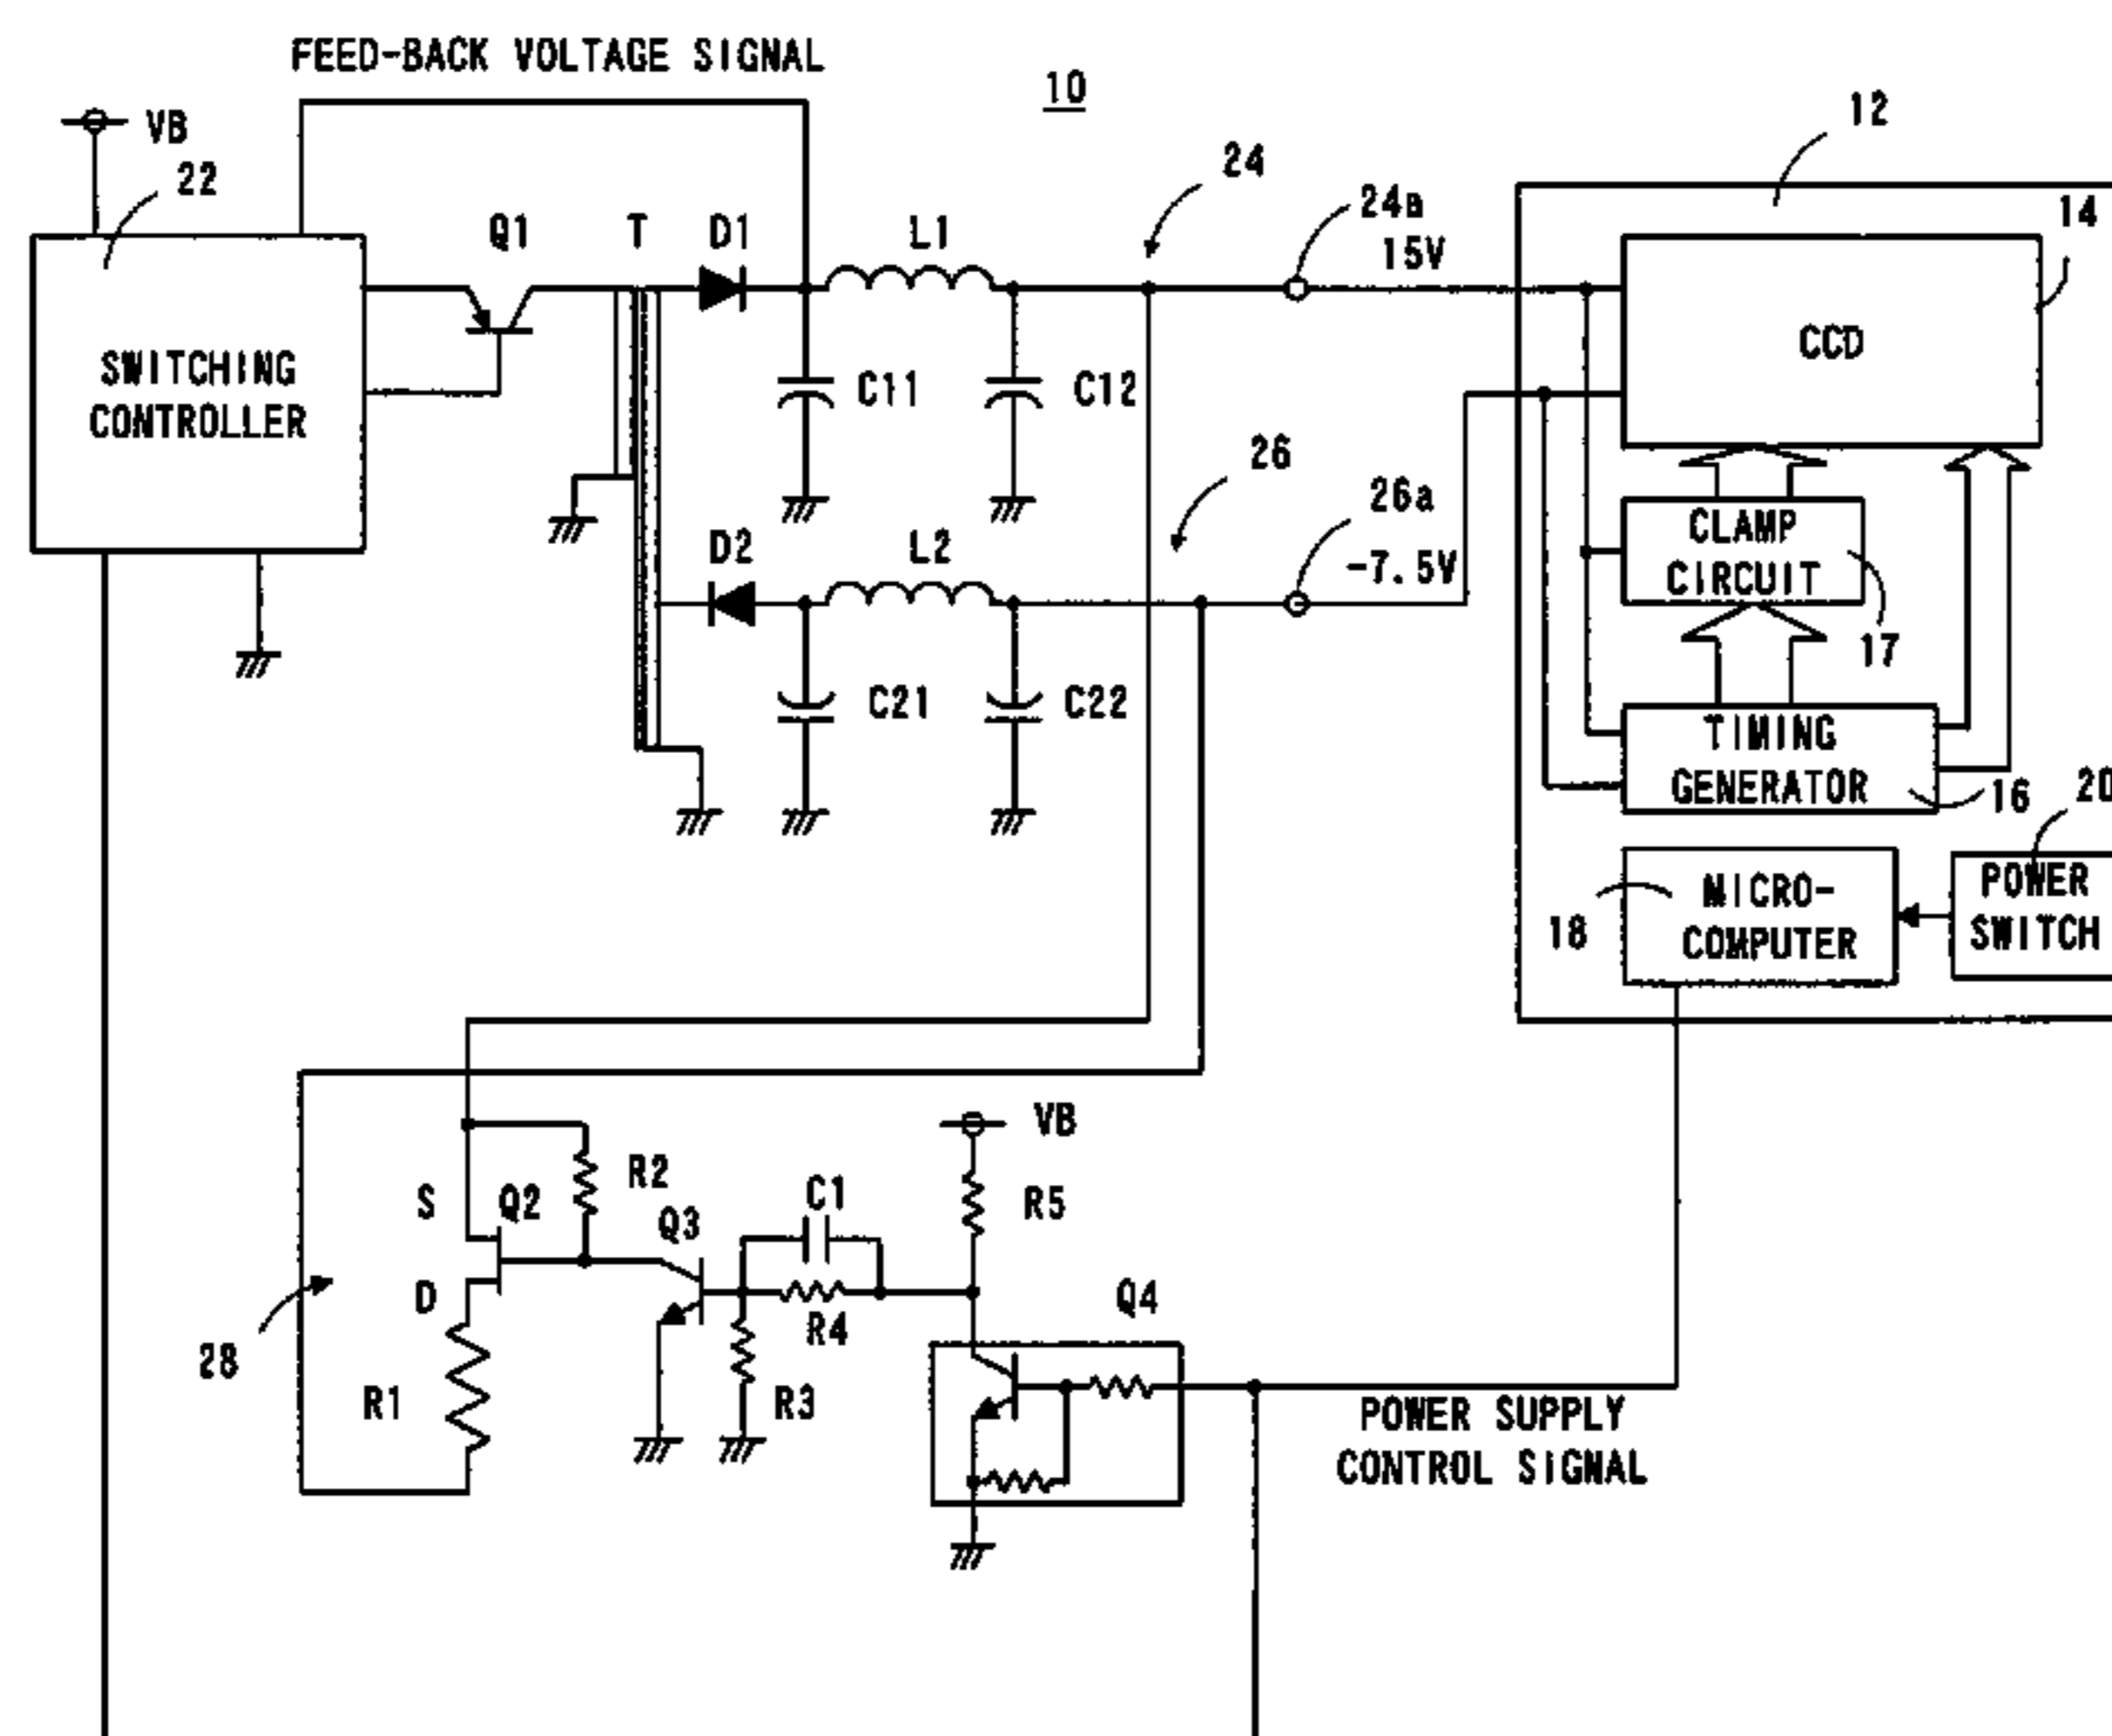 FEED-BACK VOLTAGE SIGNAL
10
VB
22
12
24
24a
15V
14
Q1
T
D1
L1
SWITCHING
CONTROLLER
C11
C12
CCD
26
26a
-7.5V
D2
L2
CLAMP
CIRCUIT
17
C21
C22
TIMING
GENERATOR
16
20
MICRO-
COMPUTER
18
POWER
SWITCH
VB
R2
S
Q2
Q3
C1
R5
D
R4
Q4
28
R1
R3
POWER SUPPLY
CONTROL SIGNAL